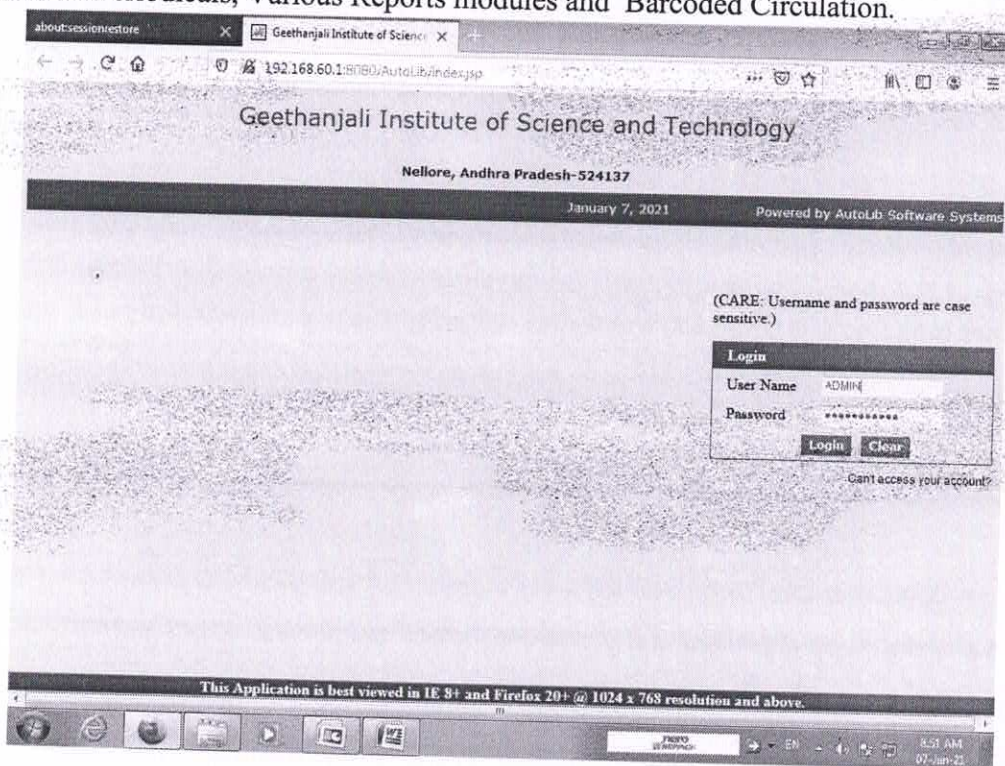 Various Reports modules and Barcoded Circulation.
about:sessionrestore
Geethanjali Institute of Science
192.168.60.1:8080/AutoLib/index.jsp
Geethanjali Institute of Science and Technology
Nellore, Andhra Pradesh-524137
January 7, 2021 Powered by AutoLib Software Systems
(CARE: Username and password are case
sensitive.)
Login
User Name ADMIN
Password ***********
Login Clear
Can't access your account?
This Application is best viewed in IE 8+ and Firefox 20+ @ 1024 x 768 resolution and above.
EN
8:51 AM
07-Jan-21